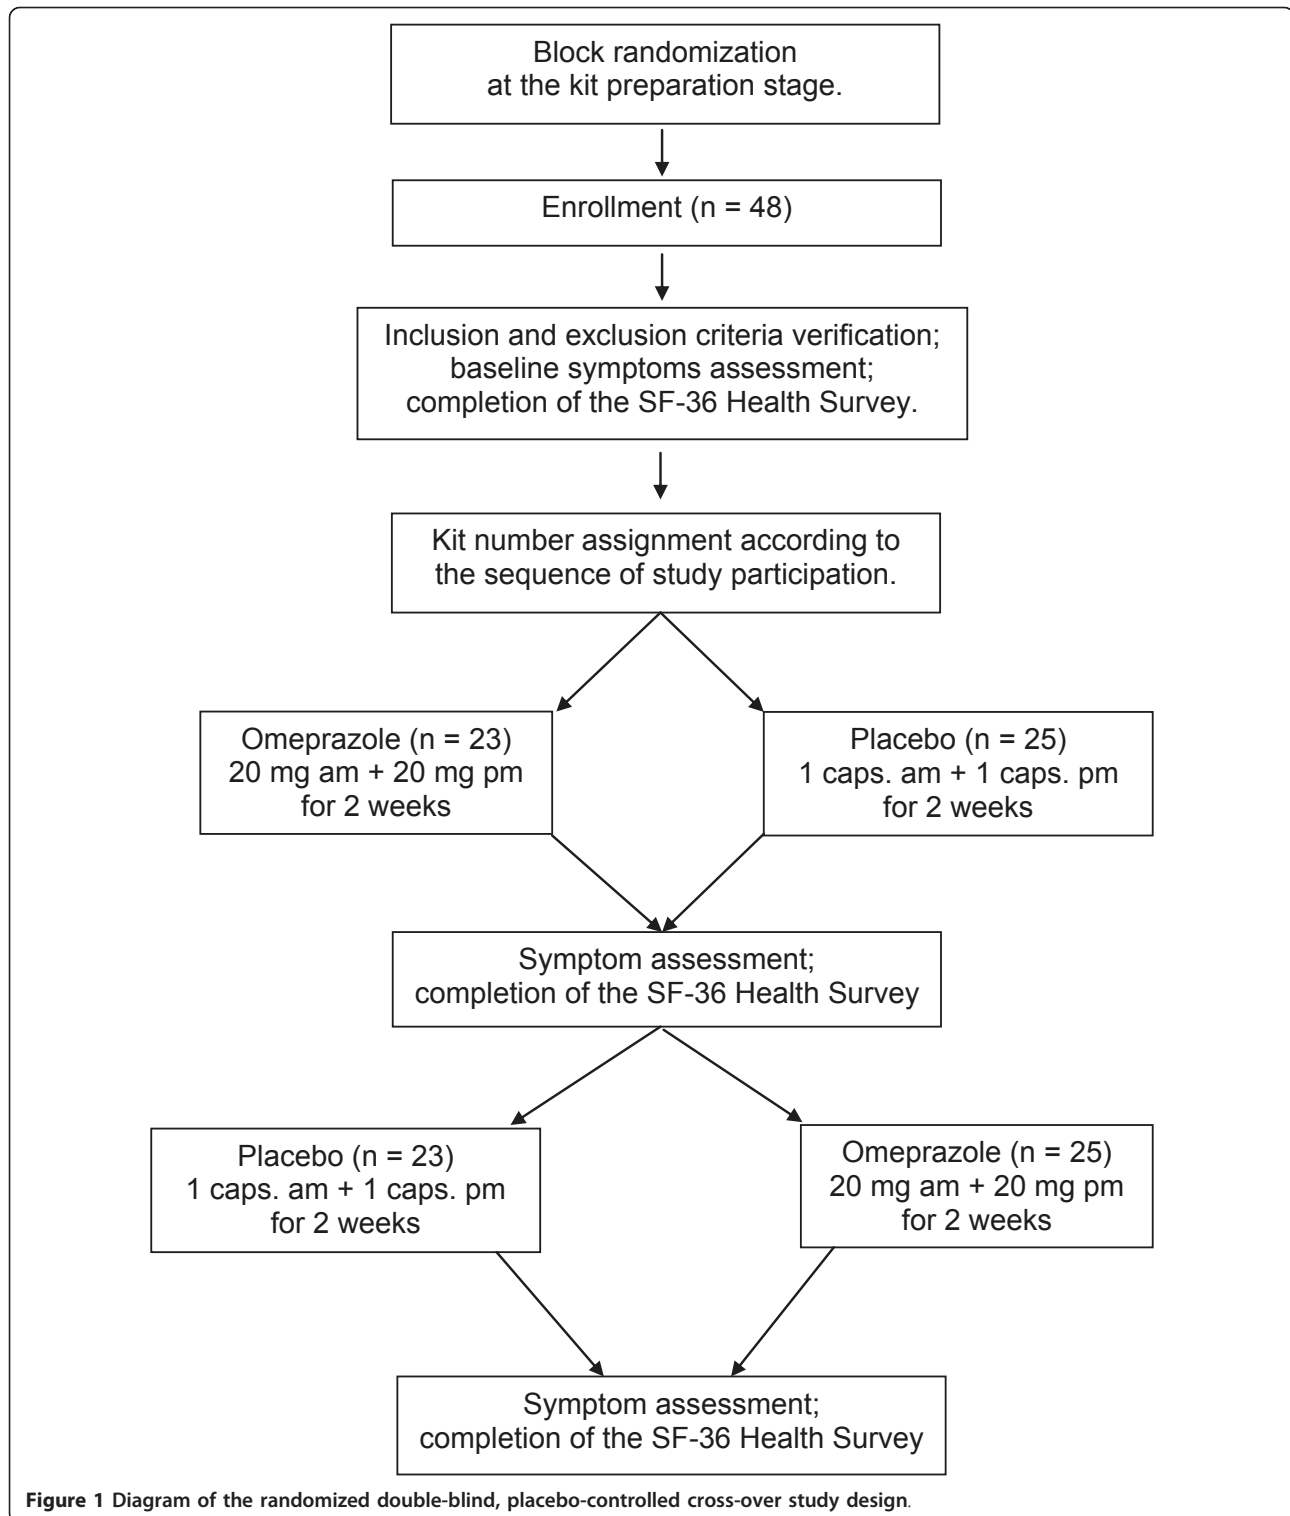 Block randomization
at the kit preparation stage.
Enrollment (n = 48)
Inclusion and exclusion criteria verification;
baseline symptoms assessment;
completion of the SF-36 Health Survey.
Kit number assignment according to
the sequence of study participation.
Omeprazole (n = 23)
20 mg am + 20 mg pm
for 2 weeks
Placebo (n = 25)
1 caps. am + 1 caps. pm
for 2 weeks
Symptom assessment;
completion of the SF-36 Health Survey
Placebo (n = 23)
1 caps. am + 1 caps. pm
for 2 weeks
Omeprazole (n = 25)
20 mg am + 20 mg pm
for 2 weeks
Symptom assessment;
completion of the SF-36 Health Survey
Figure 1 Diagram of the randomized double-blind, placebo-controlled cross-over study design.